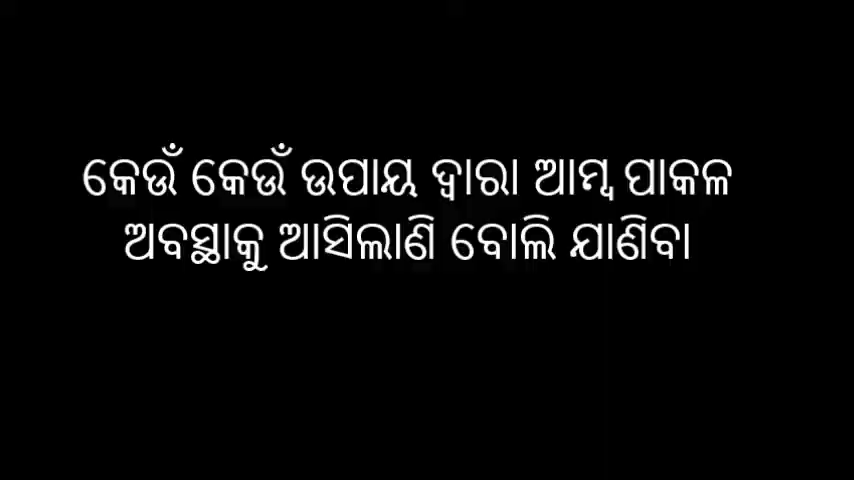 କେଉଁ କେଉଁ ଉପାୟ ଦ୍ୱାରା ଆମ୍ଵ ପାକଳ
ଅବସ୍ଥାକୁ ଆସିଲାଣି ବୋଲି ଯାଣିବା